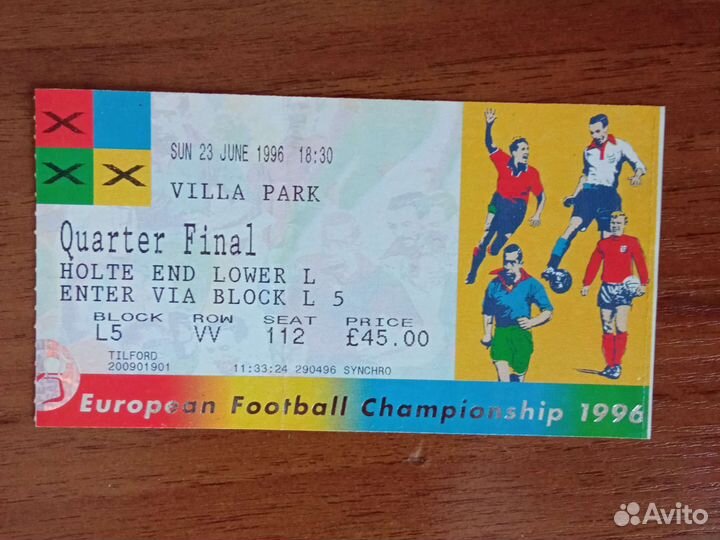 SUN 23 JUNE 1996 18:30
VILLA PARK
Quarter Final
HOLTE END LOWER L
ENTER VIA BLOCK L 5
BLOCK ROW SEAT PRICE
L5 VV 112 £45.00
TILFORD
200901901 11:33:24 290496 SYNCHRO
European Football Championship 1996
Avito